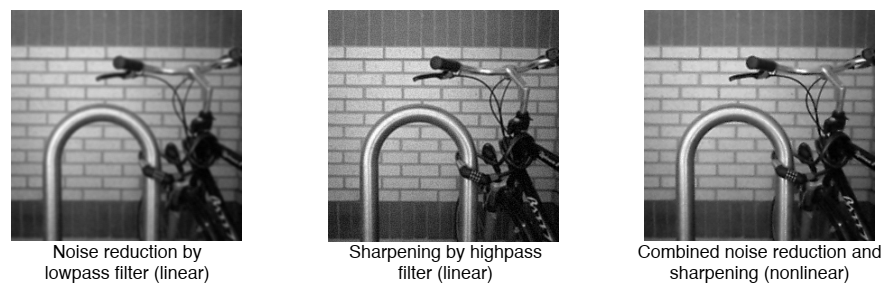 Noise reduction by
lowpass filter (linear)
Sharpening by highpass
filter (linear)
Combined noise reduction and
sharpening (nonlinear)